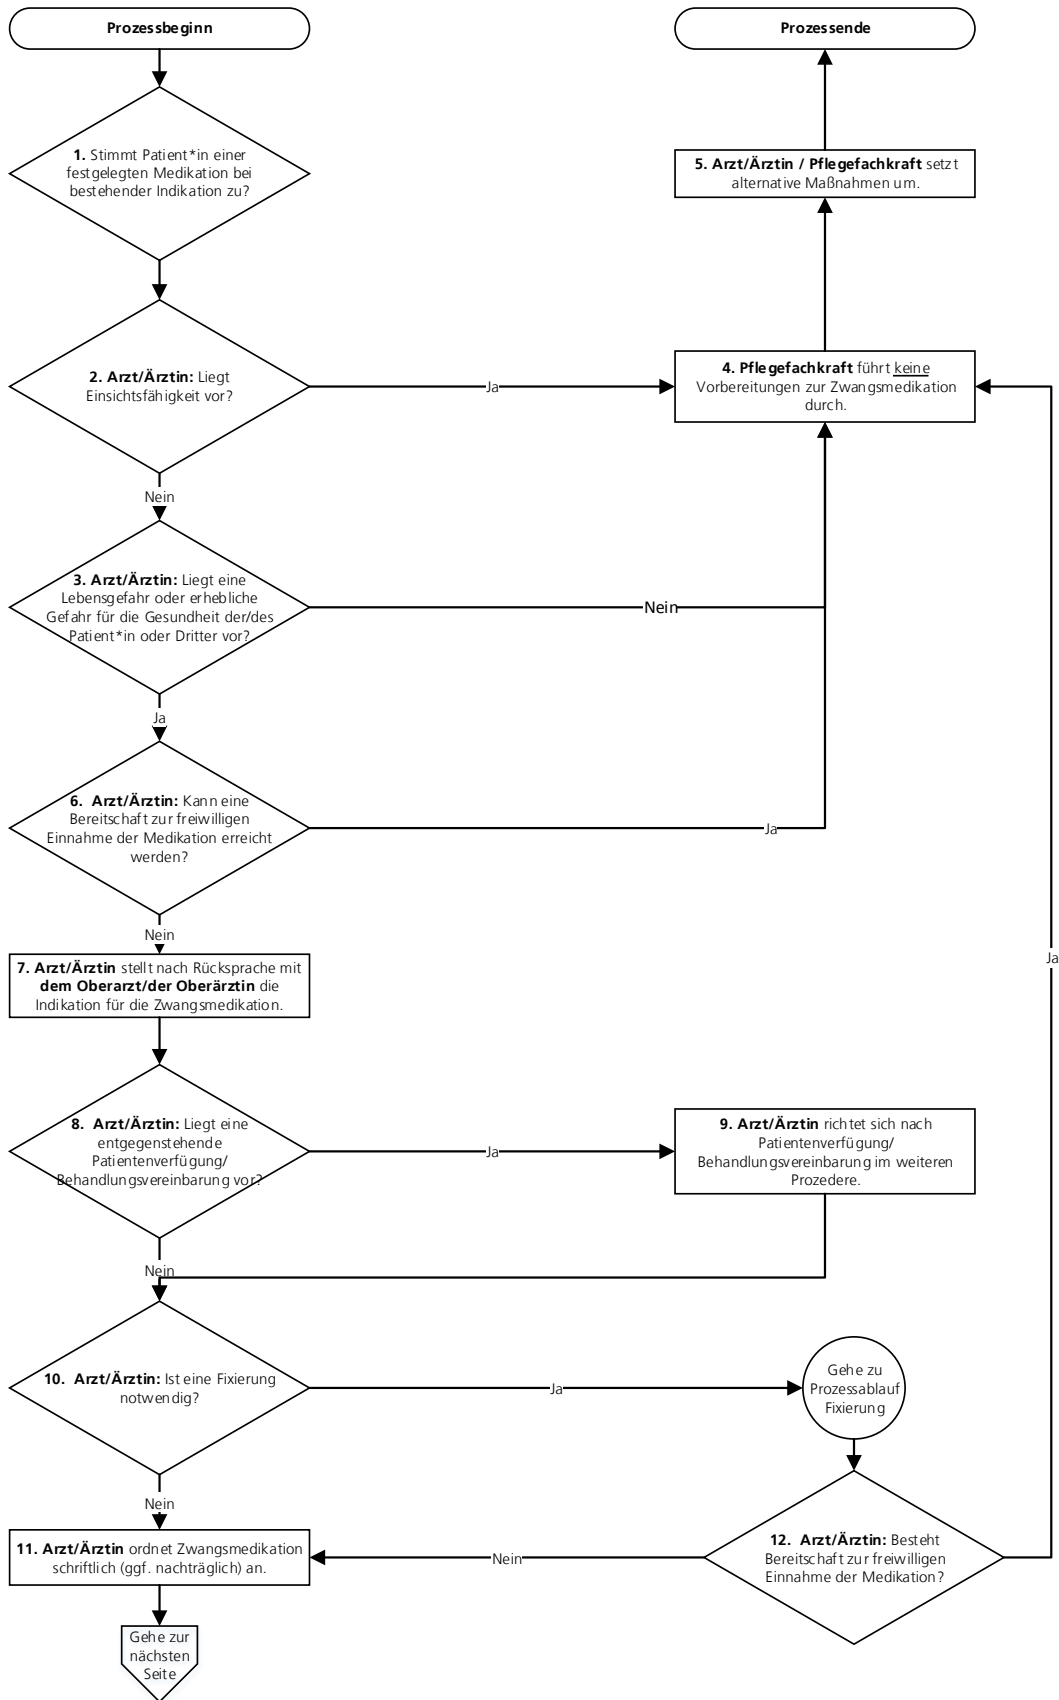 Prozessbeginn
Prozessende
1. Stimmt Patient*in einer
festgelegten Medikation bei
bestehender Indikation zu?
5. Arzt/Ärztin / Pflegefachkraft setzt
alternative Maßnahmen um.
2. Arzt/Ärztin: Liegt
Einsichtsfähigkeit vor?
Ja
4. Pflegefachkraft führt keine
Vorbereitungen zur Zwangsmedikation
durch.
Nein
3. Arzt/Ärztin: Liegt eine
Lebensgefahr oder erhebliche
Gefahr für die Gesundheit der/des
Patient*in oder Dritter vor?
Nein
Ja
6. Arzt/Ärztin: Kann eine
Bereitschaft zur freiwilligen
Einnahme der Medikation erreicht
werden?
Ja
Nein
7. Arzt/Ärztin stellt nach Rücksprache mit
dem Oberarzt/der Oberärztin die
Indikation für die Zwangsmedikation.
Ja
8. Arzt/Ärztin: Liegt eine
entgegenstehende
Patientenverfügung/
Behandlungsvereinbarung vor?
Ja
9. Arzt/Ärztin richtet sich nach
Patientenverfügung/
Behandlungsvereinbarung im weiteren
Prozedere.
Nein
10. Arzt/Ärztin: Ist eine Fixierung
notwendig?
Ja
Gehe zu
Prozessablauf
Fixierung
Nein
11. Arzt/Ärztin ordnet Zwangsmedikation
schriftlich (ggf. nachträglich) an.
Nein
12. Arzt/Ärztin: Besteht
Bereitschaft zur freiwilligen
Einnahme der Medikation?
Gehe zur
nächsten
Seite